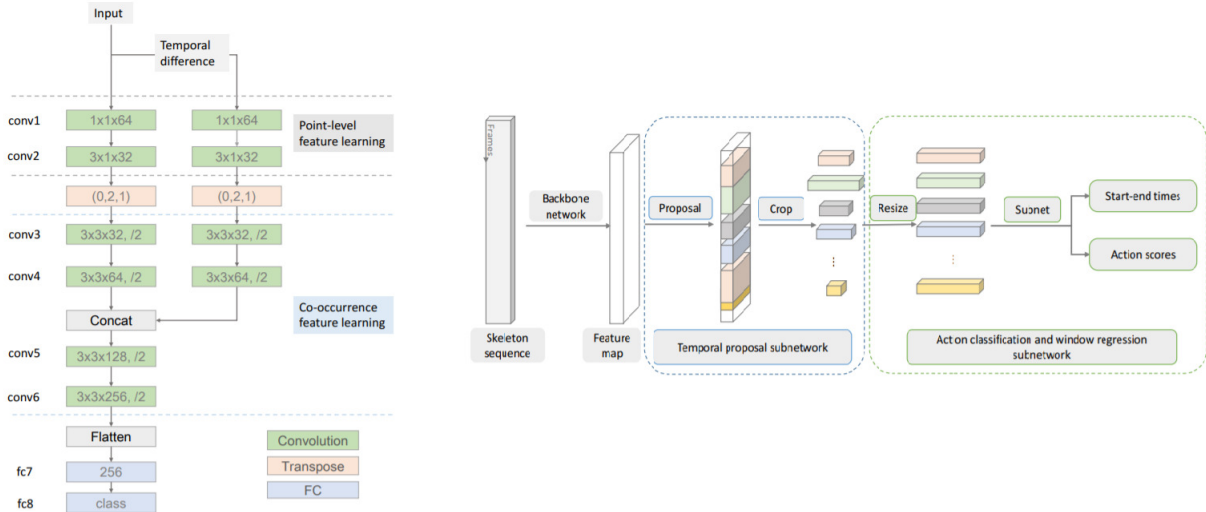 Input
Temporal
difference
conv1
1x1x64
1x1x64
Point-level
feature learning
conv2
3x1x32
3x1x32
(0,2,1)
(0,2,1)
conv3
3x3x32, /2
3x3x32, /2
conv4
3x3x64, /2
3x3x64, /2
Co-occurrence
feature learning
Concat
conv5
3x3x128, /2
conv6
3x3x256, /2
Flatten
fc7
256
fc8
class
Convolution
Transpose
FC
Frames
Skeleton
sequence
Backbone
network
Feature
map
Proposal
Crop
Temporal proposal subnetwork
Resize
Subnet
Start-end times
Action scores
Action classification and window regression
subnetwork